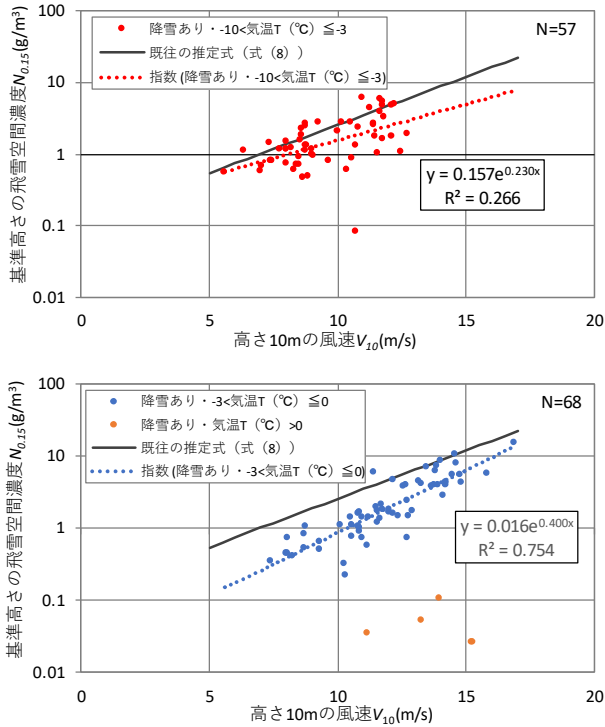 100
10
1
0.1
0.01
基準高さの飛雪空間濃度N0.15(g/m³)
降雪あり・-10<気温T（℃）≦-3
既往の推定式（式（8））
指数 (降雪あり・-10<気温T（℃）≦-3)
N=57
y = 0.157e^0.230x
R² = 0.266
0 5 10 15 20
高さ10mの風速V10(m/s)
100
10
1
0.1
0.01
基準高さの飛雪空間濃度N0.15(g/m³)
降雪あり・-3<気温T（℃）≦0
降雪あり・気温T（℃）>0
既往の推定式（式（8））
指数 (降雪あり・-3<気温T（℃）≦0)
N=68
y = 0.016e^0.400x
R² = 0.754
0 5 10 15 20
高さ10mの風速V10(m/s)